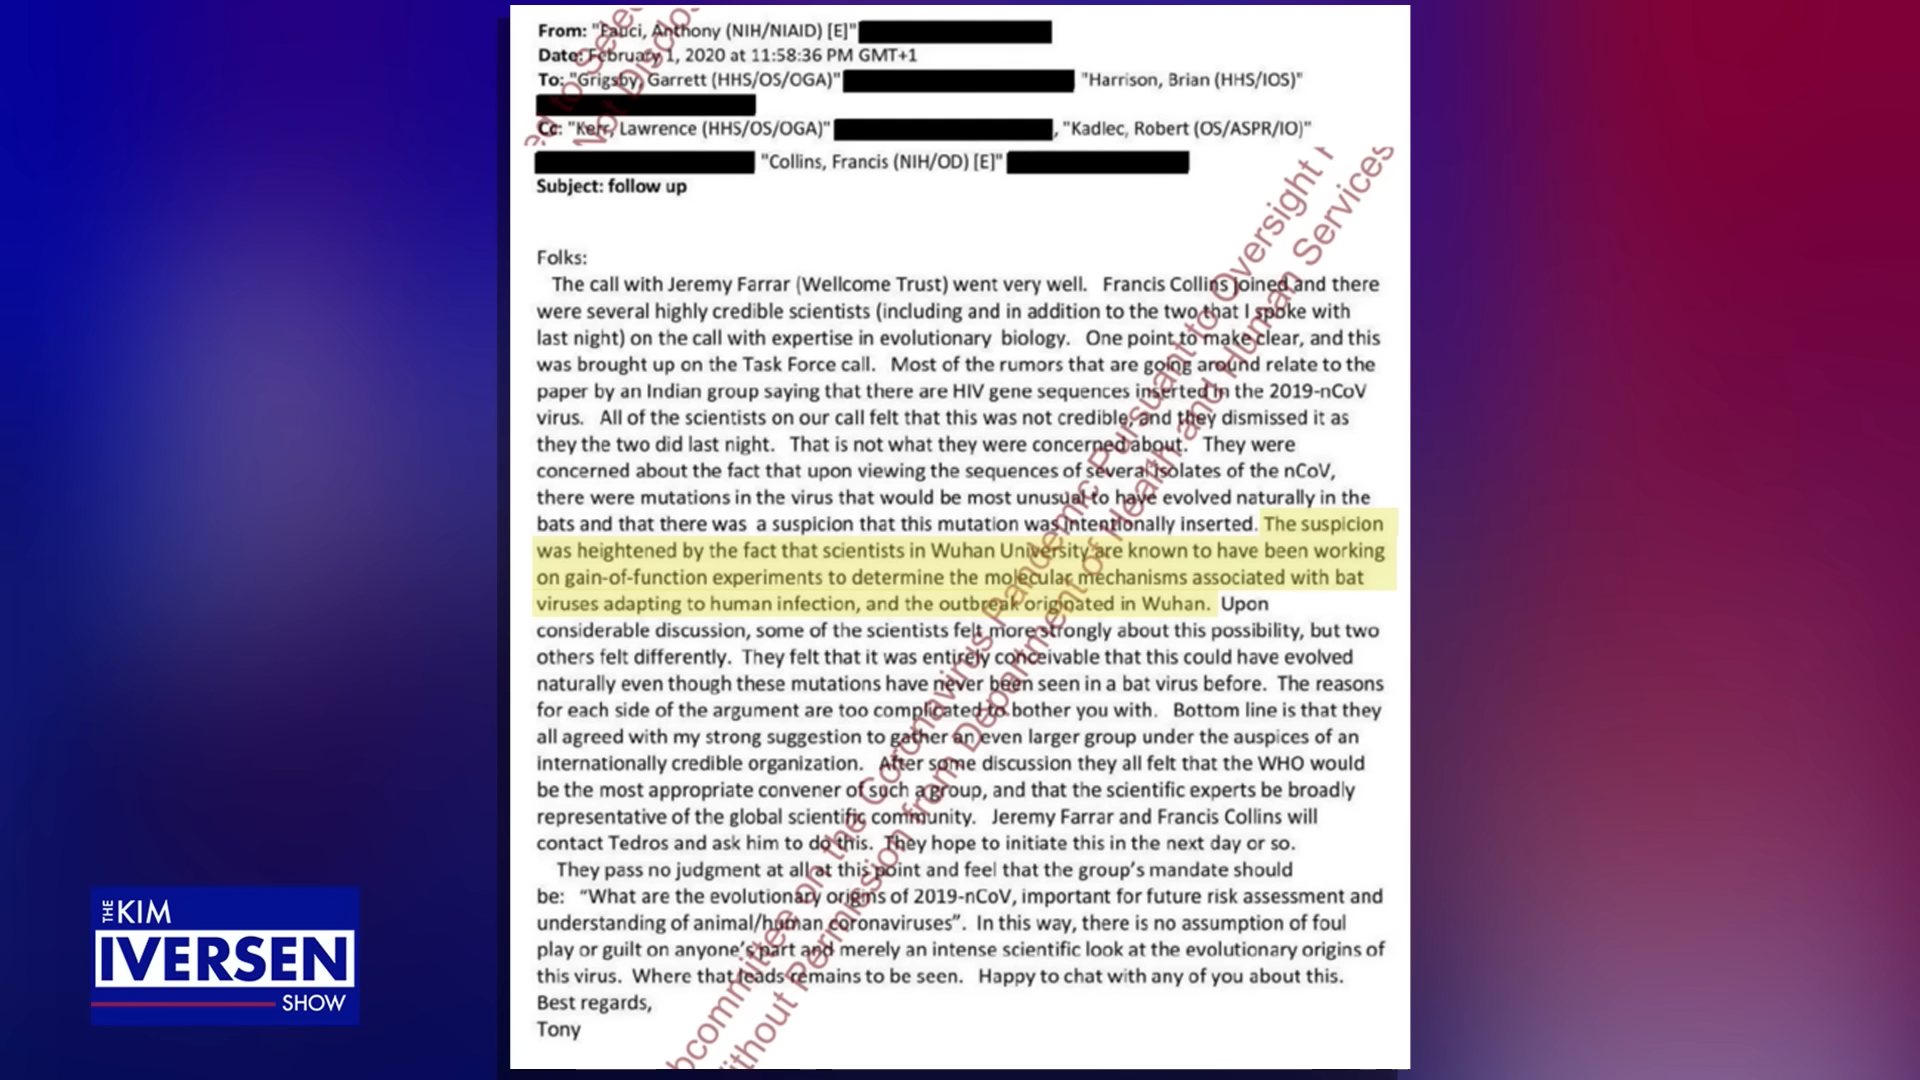 From: "Fauci, Anthony (NIH/NIAID) [E]"
Date: February 1, 2020 at 11:58:36 PM GMT+1
To: "Grigsby, Garrett (HHS/OS/OGA)" "Harrison, Brian (HHS/IOS)"
Cc: "Kerr, Lawrence (HHS/OS/OGA)" , "Kadlec, Robert (OS/ASPR/IO)"
"Collins, Francis (NIH/OD) [E]"
Subject: follow up
Folks:
The call with Jeremy Farrar (Wellcome Trust) went very well. Francis Collins joined and there
were several highly credible scientists (including and in addition to the two that I spoke with
last night) on the call with expertise in evolutionary biology. One point to make clear, and this
was brought up on the Task Force call. Most of the rumors that are going around relate to the
paper by an Indian group saying that there are HIV gene sequences inserted in the 2019-nCoV
virus. All of the scientists on our call felt that this was not credible, and they dismissed it as
they the two did last night. That is not what they were concerned about. They were
concerned about the fact that upon viewing the sequences of several isolates of the nCoV,
there were mutations in the virus that would be most unusual to have evolved naturally in the
bats and that there was a suspicion that this mutation was intentionally inserted. The suspicion
was heightened by the fact that scientists in Wuhan University are known to have been working
on gain-of-function experiments to determine the molecular mechanisms associated with bat
viruses adapting to human infection, and the outbreak originated in Wuhan. Upon
considerable discussion, some of the scientists felt more strongly about this possibility, but two
others felt differently. They felt that it was entirely conceivable that this could have evolved
naturally even though these mutations have never been seen in a bat virus before. The reasons
for each side of the argument are too complicated to bother you with. Bottom line is that they
all agreed with my strong suggestion to gather an even larger group under the auspices of an
internationally credible organization. After some discussion they all felt that the WHO would
be the most appropriate convener of such a group, and that the scientific experts be broadly
representative of the global scientific community. Jeremy Farrar and Francis Collins will
contact Tedros and ask him to do this. They hope to initiate this in the next day or so.
They pass no judgment at all at this point and feel that the group's mandate should
be: “What are the evolutionary origins of 2019-nCoV, important for future risk assessment and
understanding of animal/human coronaviruses”. In this way, there is no assumption of foul
play or guilt on anyone's part and merely an intense scientific look at the evolutionary origins of
this virus. Where that leads remains to be seen. Happy to chat with any of you about this.
Best regards,
Tony
bcommittee on the Coronavirus Pandemic Pursuant to Oversight
ithout Permission from Department of Health and Human Services
Not Disclo
THE KIM
IVERSEN
SHOW